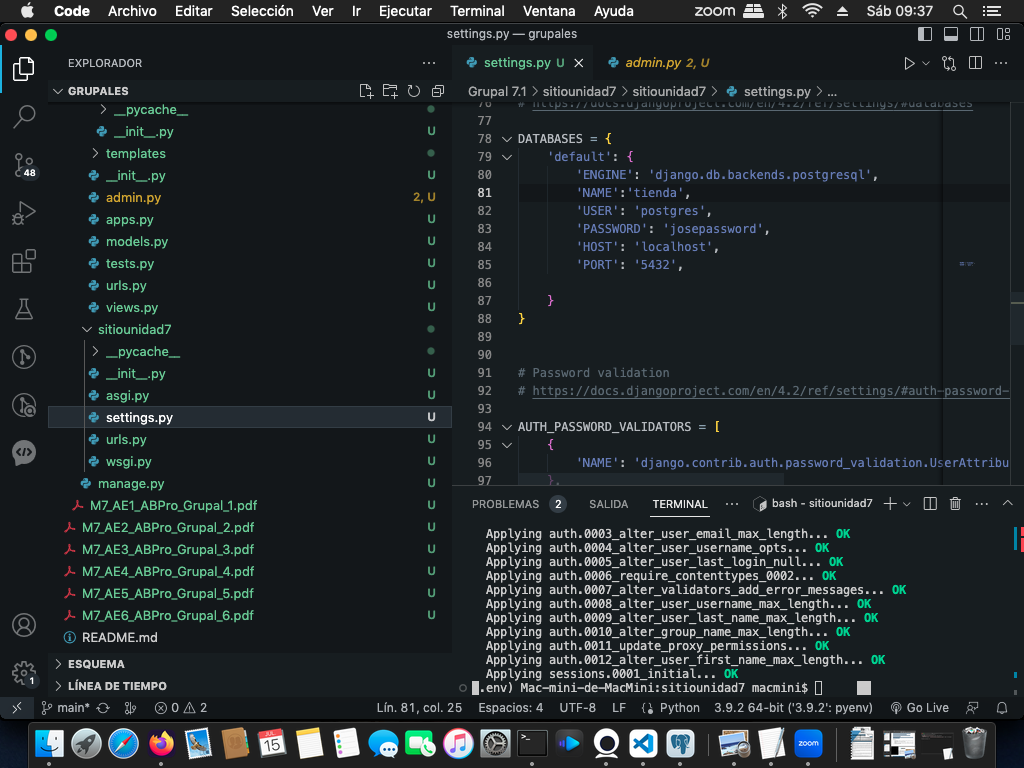 Code Archivo Editar Selección Ver Ir Ejecutar Terminal Ventana Ayuda zoom Sáb 09:37
settings.py — grupales
EXPLORADOR
GRUPALES
__pycache__
__init__.py U
templates
__init__.py U
admin.py 2, U
apps.py U
models.py U
tests.py U
urls.py U
views.py U
sitiounidad7
__pycache__
__init__.py U
asgi.py U
settings.py U
urls.py U
wsgi.py U
manage.py U
M7_AE1_ABPro_Grupal_1.pdf U
M7_AE2_ABPro_Grupal_2.pdf U
M7_AE3_ABPro_Grupal_3.pdf U
M7_AE4_ABPro_Grupal_4.pdf U
M7_AE5_ABPro_Grupal_5.pdf U
M7_AE6_ABPro_Grupal_6.pdf U
README.md
ESQUEMA
LÍNEA DE TIEMPO
48
1
settings.py U admin.py 2, U
Grupal 7.1 > sitiounidad7 > sitiounidad7 > settings.py > ...
76 # https://docs.djangoproject.com/en/4.2/ref/settings/#databases
77
78 DATABASES = {
79 'default': {
80 'ENGINE': 'django.db.backends.postgresql',
81 'NAME':'tienda',
82 'USER': 'postgres',
83 'PASSWORD': 'josepassword',
84 'HOST': 'localhost',
85 'PORT': '5432',
86
87 }
88 }
89
90
91 # Password validation
92 # https://docs.djangoproject.com/en/4.2/ref/settings/#auth-password-
93
94 AUTH_PASSWORD_VALIDATORS = [
95 {
96 'NAME': 'django.contrib.auth.password_validation.UserAttribu
97 },
PROBLEMAS 2 SALIDA TERMINAL ... bash - sitiounidad7
Applying auth.0003_alter_user_email_max_length... OK
Applying auth.0004_alter_user_username_opts... OK
Applying auth.0005_alter_user_last_login_null... OK
Applying auth.0006_require_contenttypes_0002... OK
Applying auth.0007_alter_validators_add_error_messages... OK
Applying auth.0008_alter_user_username_max_length... OK
Applying auth.0009_alter_user_last_name_max_length... OK
Applying auth.0010_alter_group_name_max_length... OK
Applying auth.0011_update_proxy_permissions... OK
Applying auth.0012_alter_user_first_name_max_length... OK
Applying sessions.0001_initial... OK
.env) Mac-mini-de-MacMini:sitiounidad7 macmini$
main* 0 2 Lín. 81, col. 25 Espacios: 4 UTF-8 LF Python 3.9.2 64-bit ('3.9.2': pyenv) Go Live
15
zoom